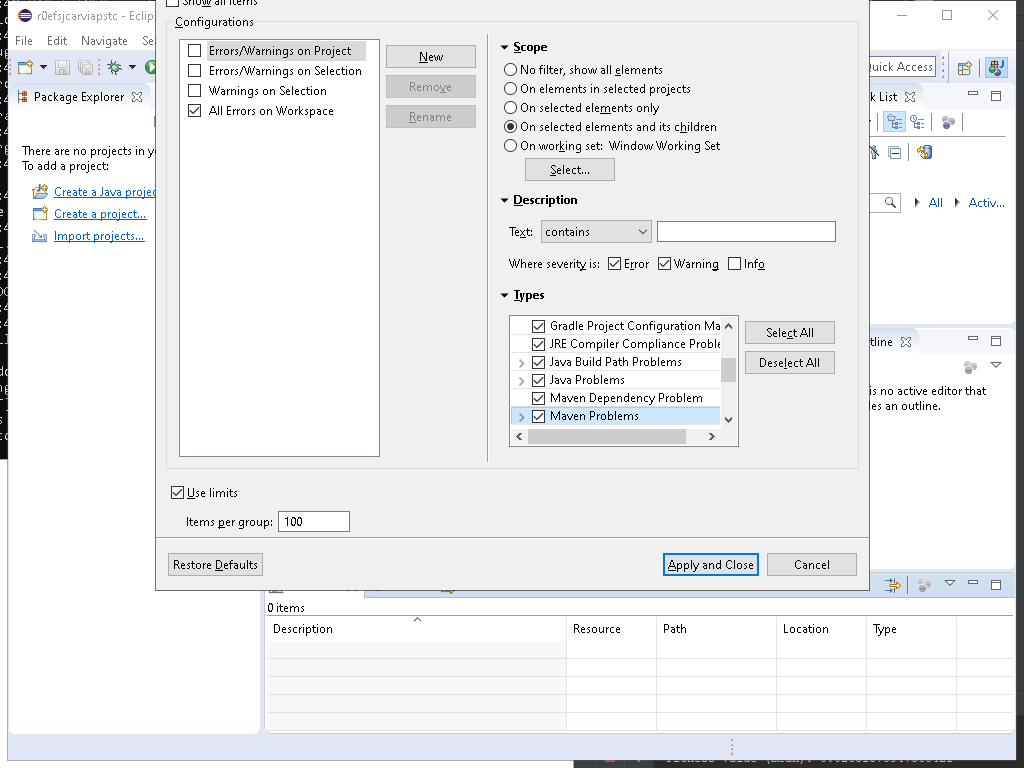 Show all items
r0efsjcarviapstc - Eclips
File Edit Navigate Se
Quick Access
Package Explorer
There are no projects in y
To add a project:
Create a Java projec
Create a project...
Import projects...
Configurations
Errors/Warnings on Project
Errors/Warnings on Selection
Warnings on Selection
All Errors on Workspace
New
Remove
Rename
Scope
No filter, show all elements
On elements in selected projects
On selected elements only
On selected elements and its children
On working set: Window Working Set
Select...
Description
Text: contains
Where severity is: Error Warning Info
Types
Gradle Project Configuration Ma
JRE Compiler Compliance Proble
Java Build Path Problems
Java Problems
Maven Dependency Problem
Maven Problems
Select All
Deselect All
Use limits
Items per group: 100
Restore Defaults
Apply and Close
Cancel
k List
All Activ...
tline
is no active editor that
les an outline.
0 items
Description Resource Path Location Type